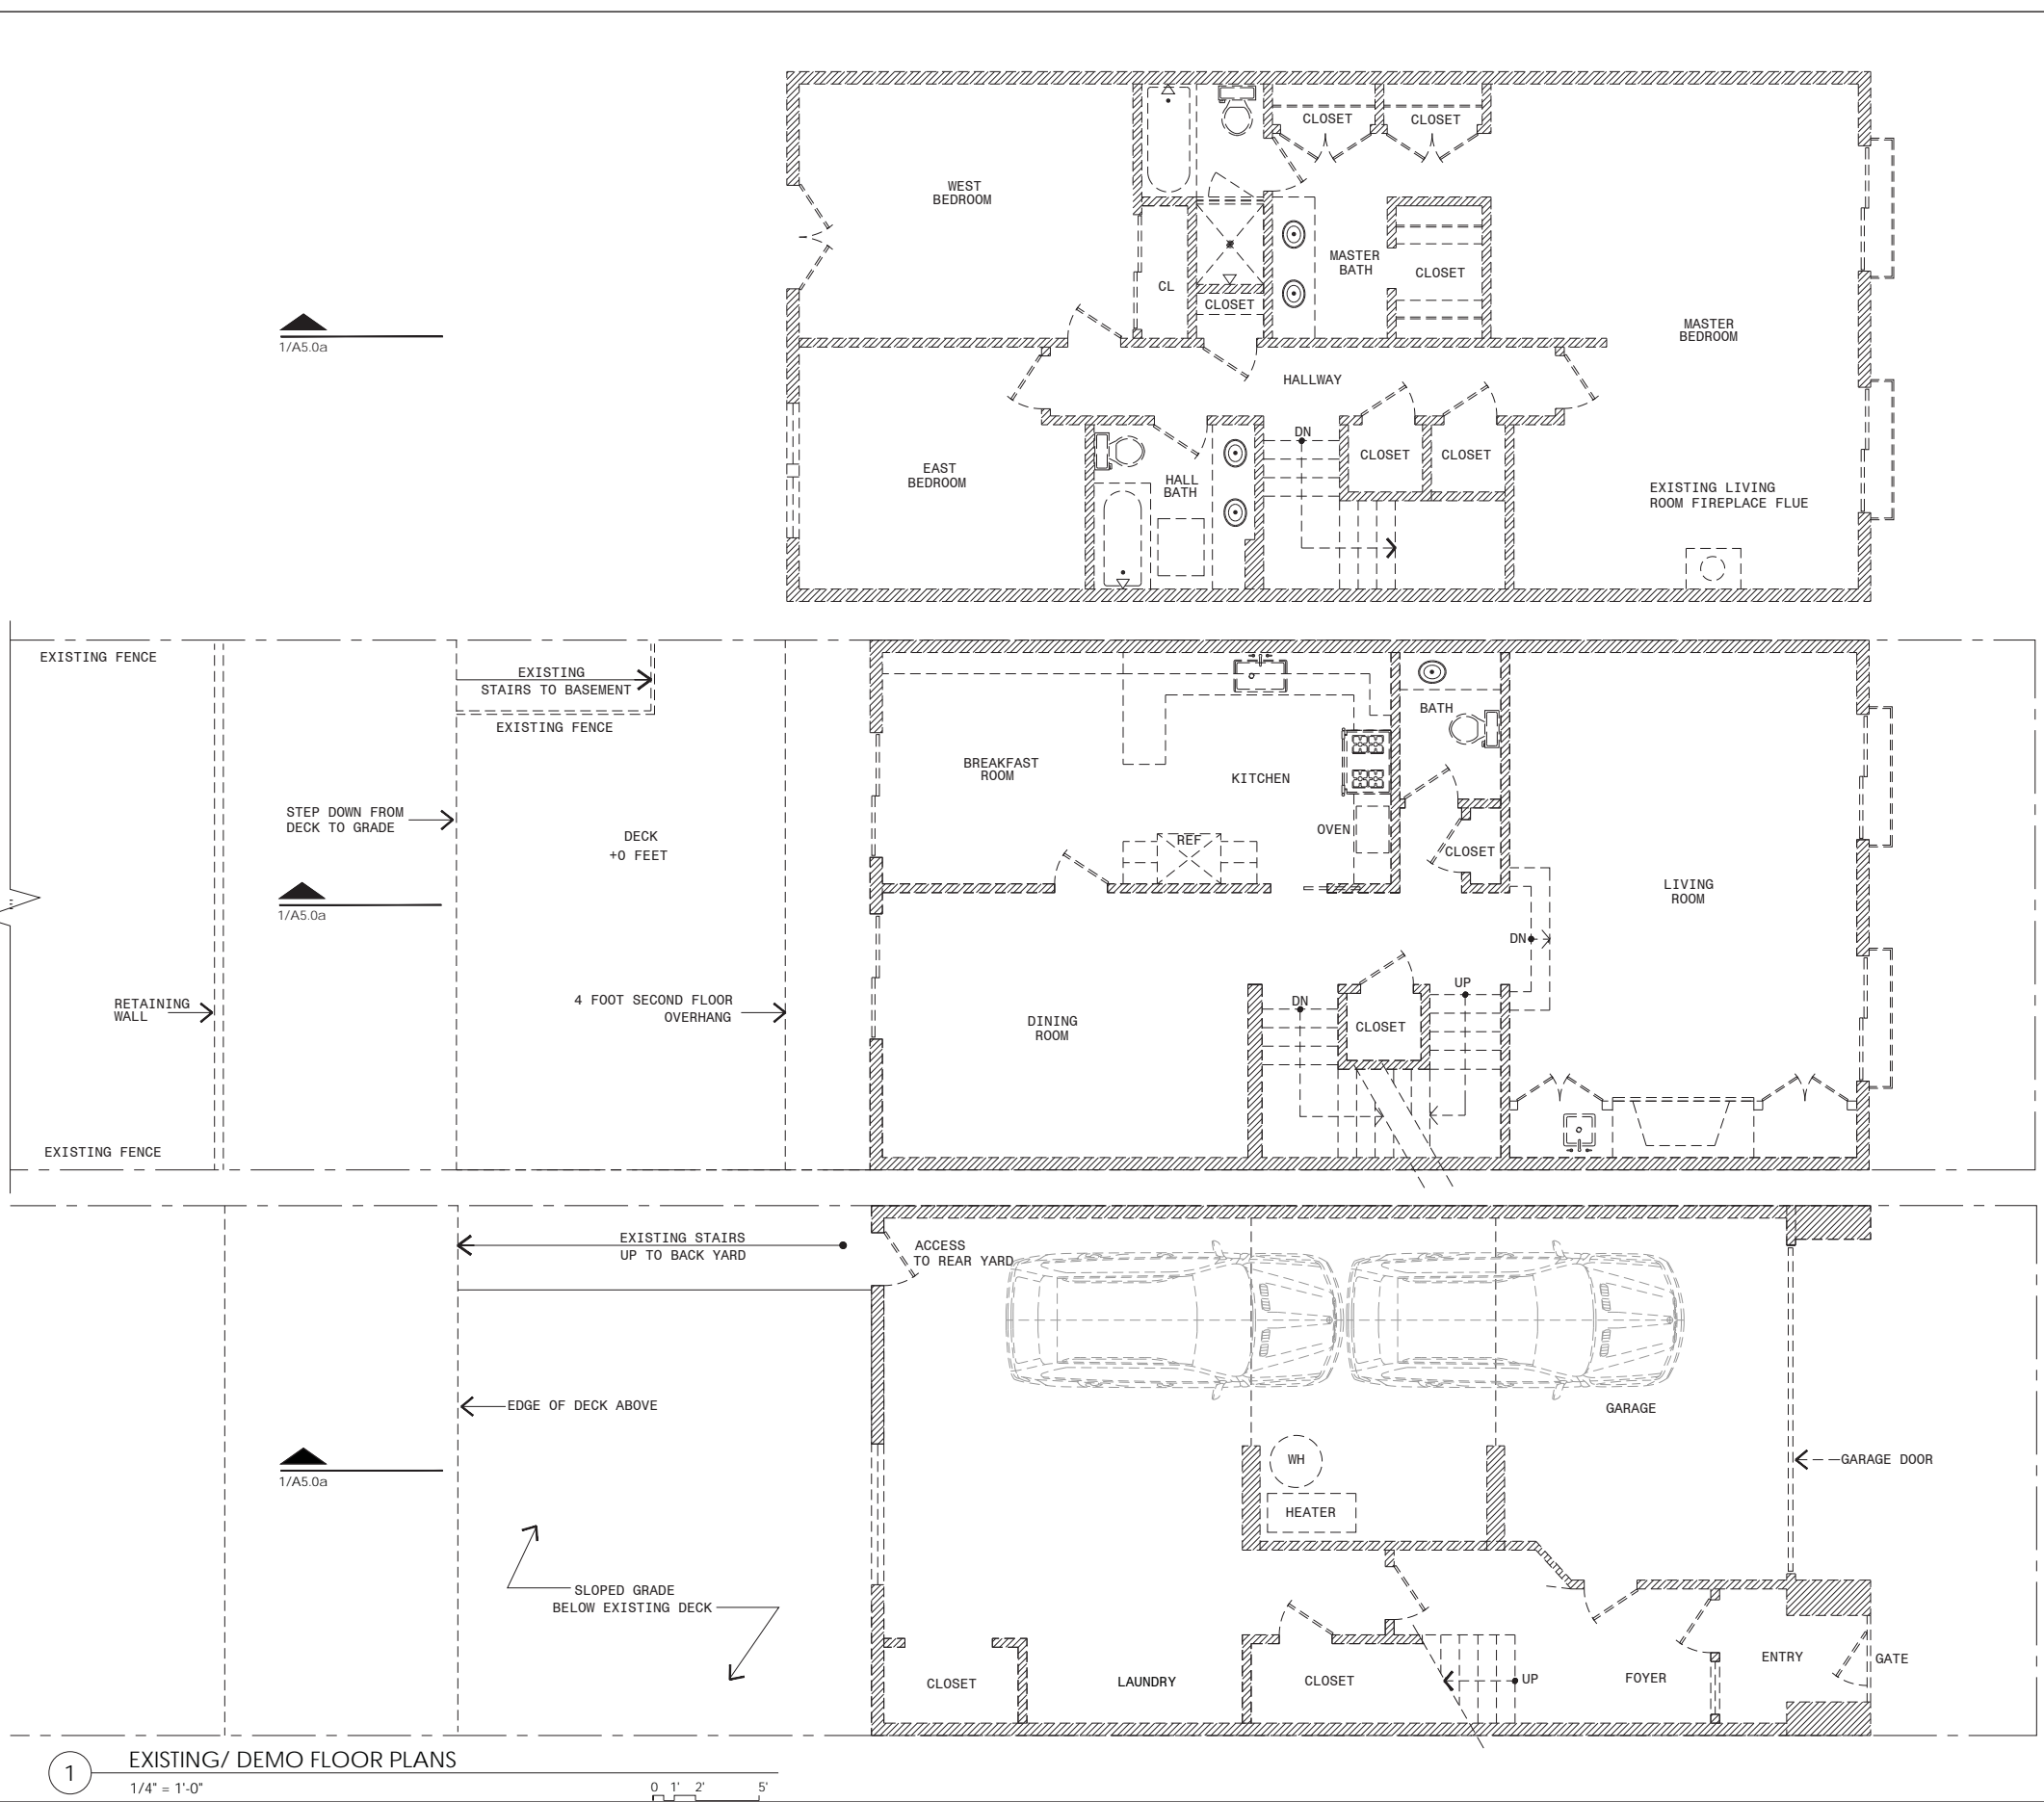 CLOSET
CLOSET
WEST
BEDROOM
MASTER
BATH
CLOSET
CL
CLOSET
MASTER
BEDROOM
1/A5.0a
HALLWAY
DN
CLOSET
CLOSET
EAST
BEDROOM
HALL
BATH
EXISTING LIVING
ROOM FIREPLACE FLUE
EXISTING FENCE
EXISTING
STAIRS TO BASEMENT
EXISTING FENCE
BATH
BREAKFAST
ROOM
KITCHEN
STEP DOWN FROM
DECK TO GRADE
DECK
+0 FEET
OVEN
REF
CLOSET
LIVING
ROOM
1/A5.0a
DN
UP
RETAINING
WALL
4 FOOT SECOND FLOOR
OVERHANG
DN
CLOSET
DINING
ROOM
EXISTING FENCE
EXISTING STAIRS
UP TO BACK YARD
ACCESS
TO REAR YARD
EDGE OF DECK ABOVE
GARAGE
WH
GARAGE DOOR
1/A5.0a
HEATER
SLOPED GRADE
BELOW EXISTING DECK
CLOSET
LAUNDRY
CLOSET
UP
FOYER
ENTRY
GATE
1
EXISTING/ DEMO FLOOR PLANS
1/4" = 1'-0"
0 1' 2' 5'